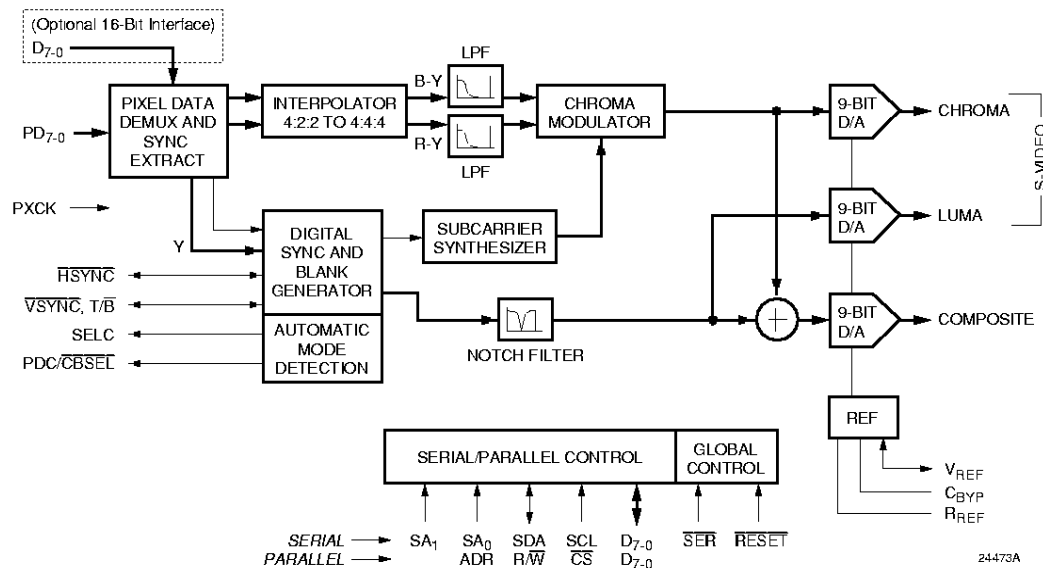 (Optional 16-Bit Interface)
D7-0
PIXEL DATA
DEMUX AND
SYNC
EXTRACT
PD7-0
PXCK
INTERPOLATOR
4:2:2 TO 4:4:4
B-Y
R-Y
LPF
LPF
CHROMA
MODULATOR
9-BIT
D/A
CHROMA
S-VIDEO
9-BIT
D/A
LUMA
9-BIT
D/A
COMPOSITE
Y
DIGITAL
SYNC AND
BLANK
GENERATOR
SUBCARRIER
SYNTHESIZER
HSYNC
VSYNC, T/B
SELC
PDC/CBSEL
AUTOMATIC
MODE
DETECTION
NOTCH FILTER
+
REF
VREF
CBYP
RREF
SERIAL/PARALLEL CONTROL
GLOBAL
CONTROL
SERIAL SA1 SA0 SDA SCL D7-0 SER RESET
PARALLEL ADR R/W CS D7-0
24473A